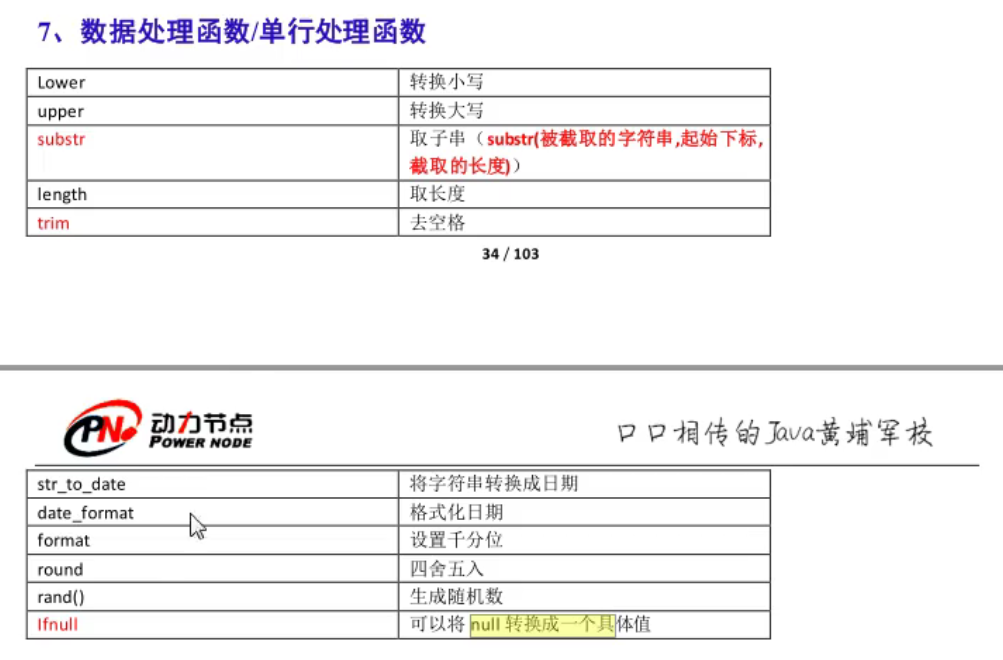 7、数据处理函数/单行处理函数
Lower 转换小写
upper 转换大写
substr 取子串（substr(被截取的字符串,起始下标,
截取的长度)）
length 取长度
trim 去空格
34 / 103
PN 动力节点
POWER NODE
口口相传的Java黄埔军校
str_to_date 将字符串转换成日期
date_format 格式化日期
format 设置千分位
round 四舍五入
rand() 生成随机数
Ifnull 可以将 null 转换成一个具体值